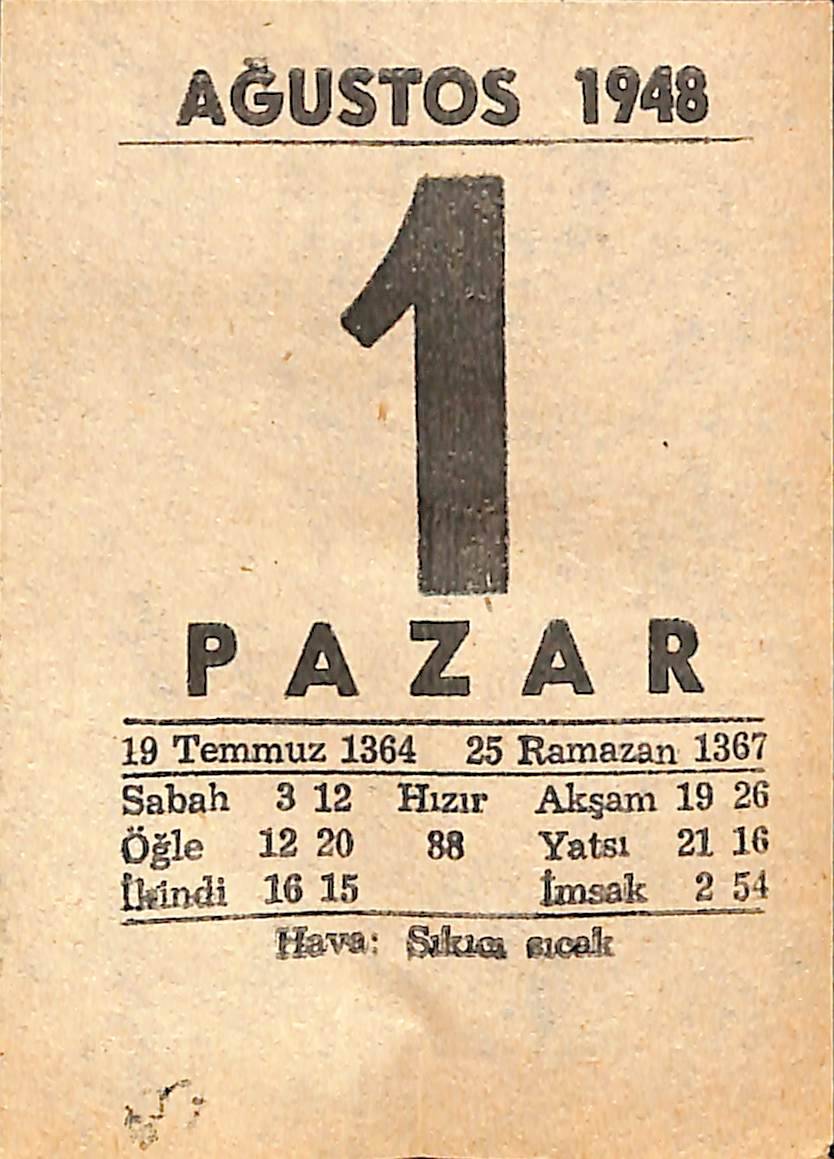 AĞUSTOS 1948
1
PAZAR
19 Temmuz 1364 25 Ramazan 1367
Sabah 3 12 Hızır Akşam 19 26
Öğle 12 20 88 Yatsı 21 16
İkindi 16 15 İmsak 2 54
Hava: Sıkıcı sıcak